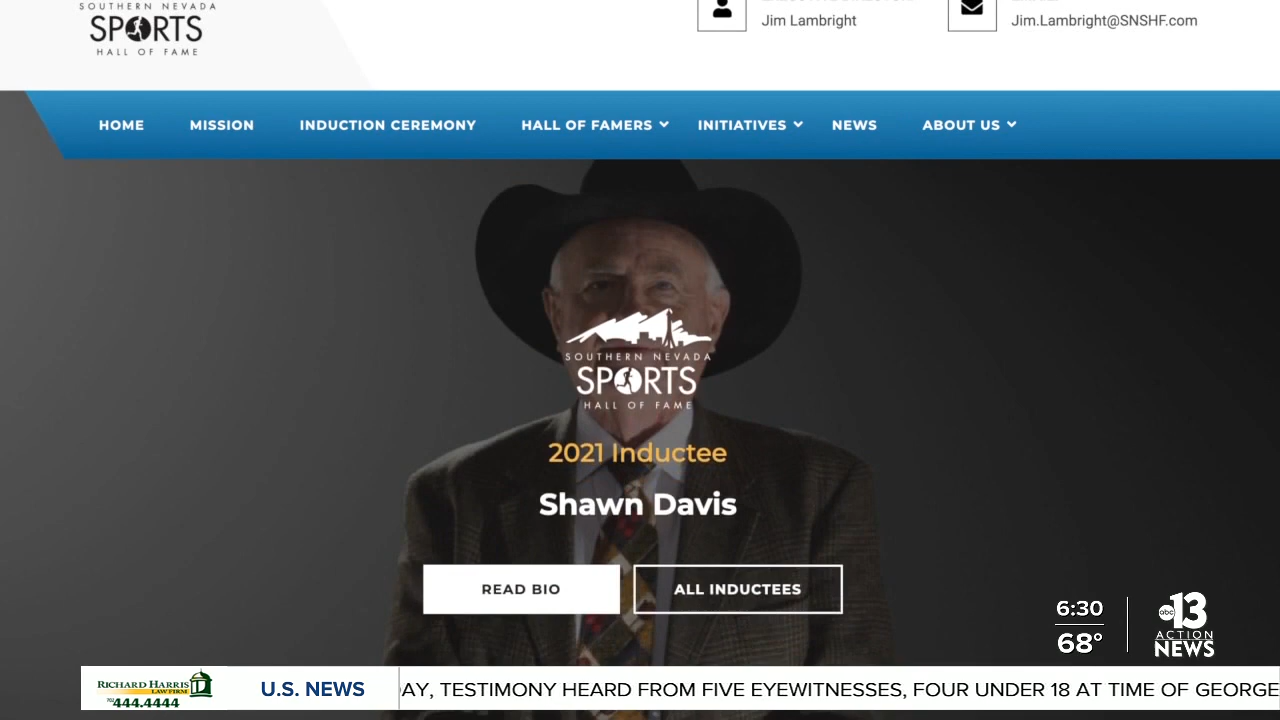 SOUTHERN NEVADA
SPORTS
HALL OF FAME
Jim Lambright
Jim.Lambright@SNSHF.com
HOME
MISSION
INDUCTION CEREMONY
HALL OF FAMERS
INITIATIVES
NEWS
ABOUT US
SOUTHERN NEVADA
SPORTS
HALL OF FAME
2021 Inductee
Shawn Davis
READ BIO
ALL INDUCTEES
6:30
68°
abc 13
ACTION
NEWS
RICHARD HARRIS
LAW FIRM
702 444.4444
U.S. NEWS
AY, TESTIMONY HEARD FROM FIVE EYEWITNESSES, FOUR UNDER 18 AT TIME OF GEORGE